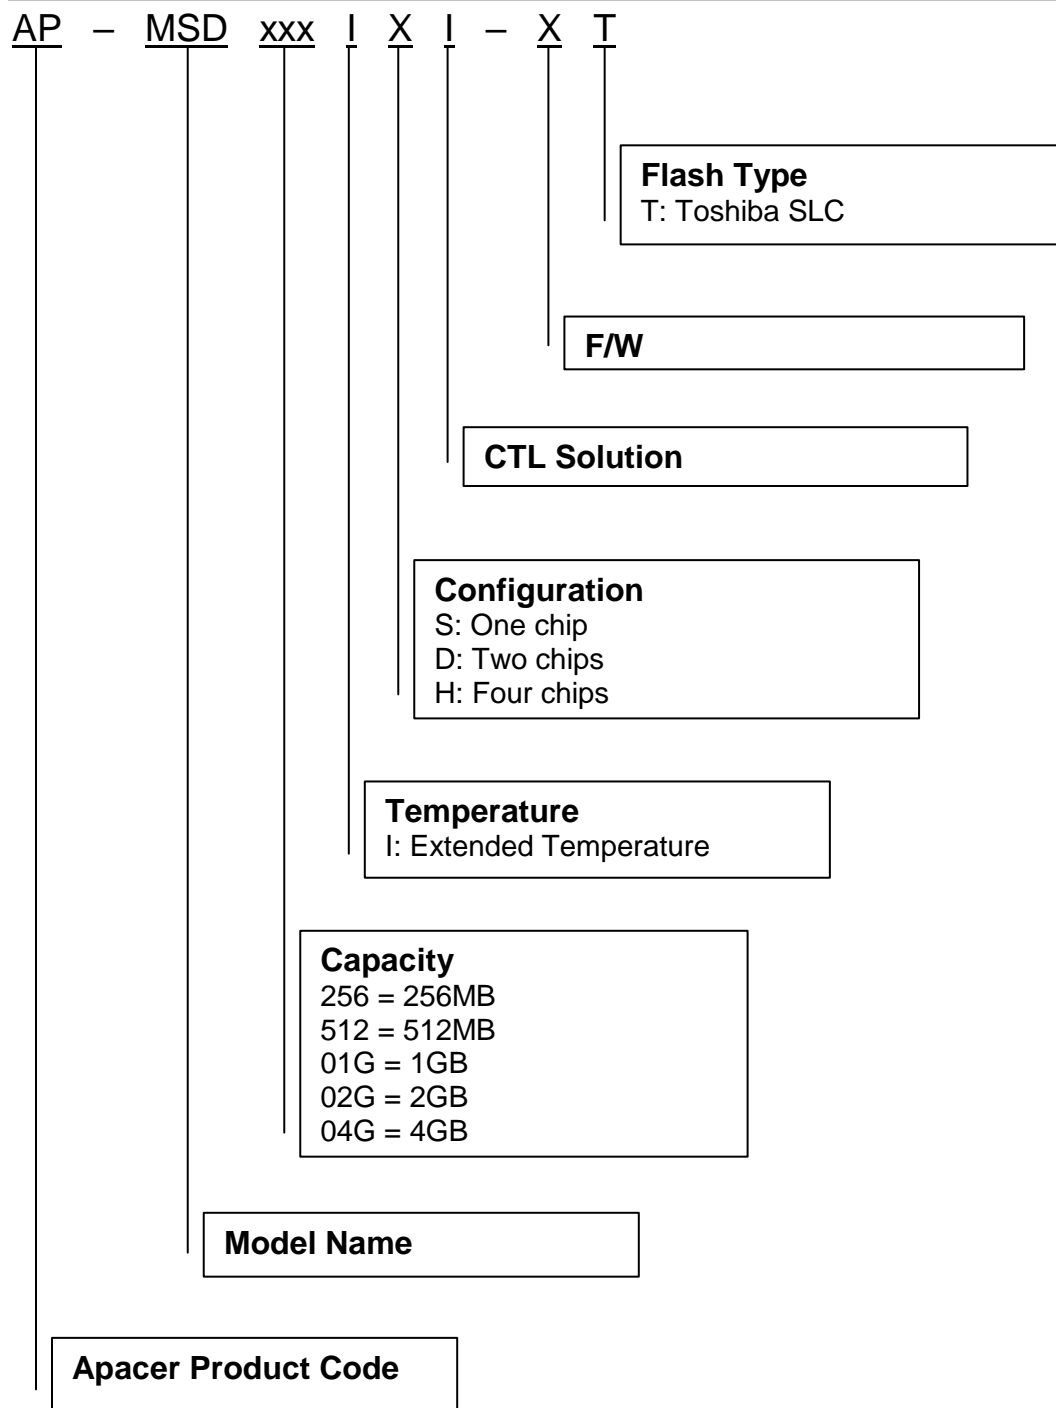 AP – MSD xxx I X I – X T
Flash Type
T: Toshiba SLC
F/W
CTL Solution
Configuration
S: One chip
D: Two chips
H: Four chips
Temperature
I: Extended Temperature
Capacity
256 = 256MB
512 = 512MB
01G = 1GB
02G = 2GB
04G = 4GB
Model Name
Apacer Product Code